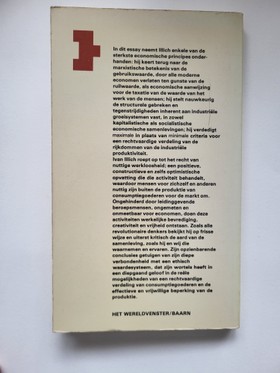 In dit essay neemt Illich enkele van de
sterkste economische principes onder-
handen: hij keert terug naar de
marxistische betekenis van de
gebruikswaarde, door alle moderne
economen verlaten ten gunste van de
ruilwaarde, als economische aanwijzing
voor de taxatie van de waarde van het
werk van de mensen; hij stelt nauwkeurig
de structurele gebreken en
tegenstrijdigheden inherent aan industriële
groeisystemen vast, in zowel
kapitalistische als socialistische
economische samenlevingen; hij verdedigt
maximale in plaats van minimale criteria voor
een rechtvaardige verdeling van de
rijkdommen van de industriële
produktiviteit.
Ivan Illich roept op tot het recht van
nuttige werkloosheid; een positieve,
constructieve en zelfs optimistische
opvatting die die activiteit behandelt,
waardoor mensen voor zichzelf en anderen
nuttig zijn buiten de produktie van
consumptiegoederen voor de markt om.
Ongehinderd door leidinggevende
beroepsmensen, ongemeten en
onmeetbaar voor economen, doen deze
activiteiten werkelijke bevrediging,
creativiteit en vrijheid ontstaan. Zoals alle
revolutionaire denkers bekijkt hij op frisse
wijze en uiterst kritisch de aard van de
samenleving, zoals hij en wij die
waarnemen en ervaren. Zijn opzienbarende
conclusies getuigen van zijn diepe
verbondenheid met een ethisch
waardesysteem, dat zijn wortels heeft in
een diepgaand geloof in de reële
mogelijkheden van een rechtvaardige
verdeling van consumptiegoederen en de
effectieve en vrijwillige beperking van de
produktie.
HET WERELDVENSTER/BAARN